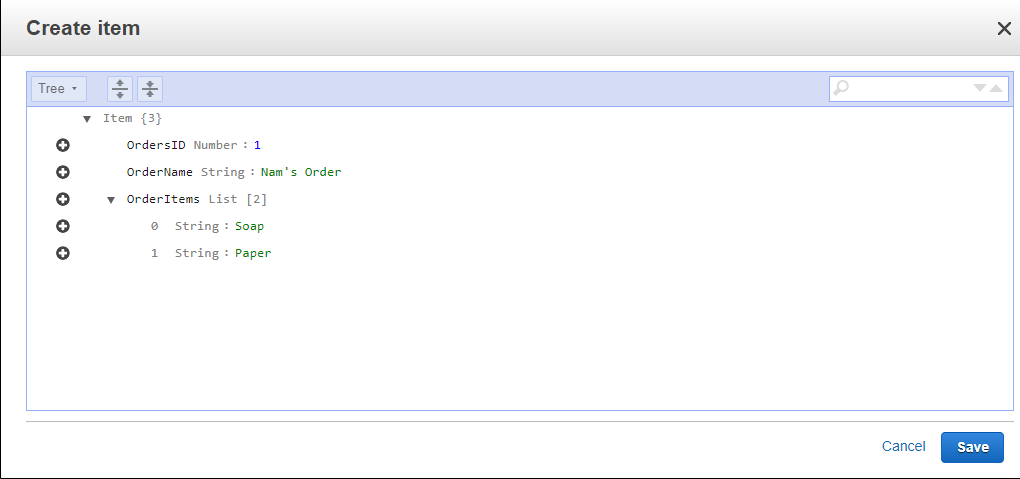 Create item
Tree
Item {3}
OrdersID Number : 1
OrderName String : Nam's Order
OrderItems List [2]
0 String : Soap
1 String : Paper
Cancel Save